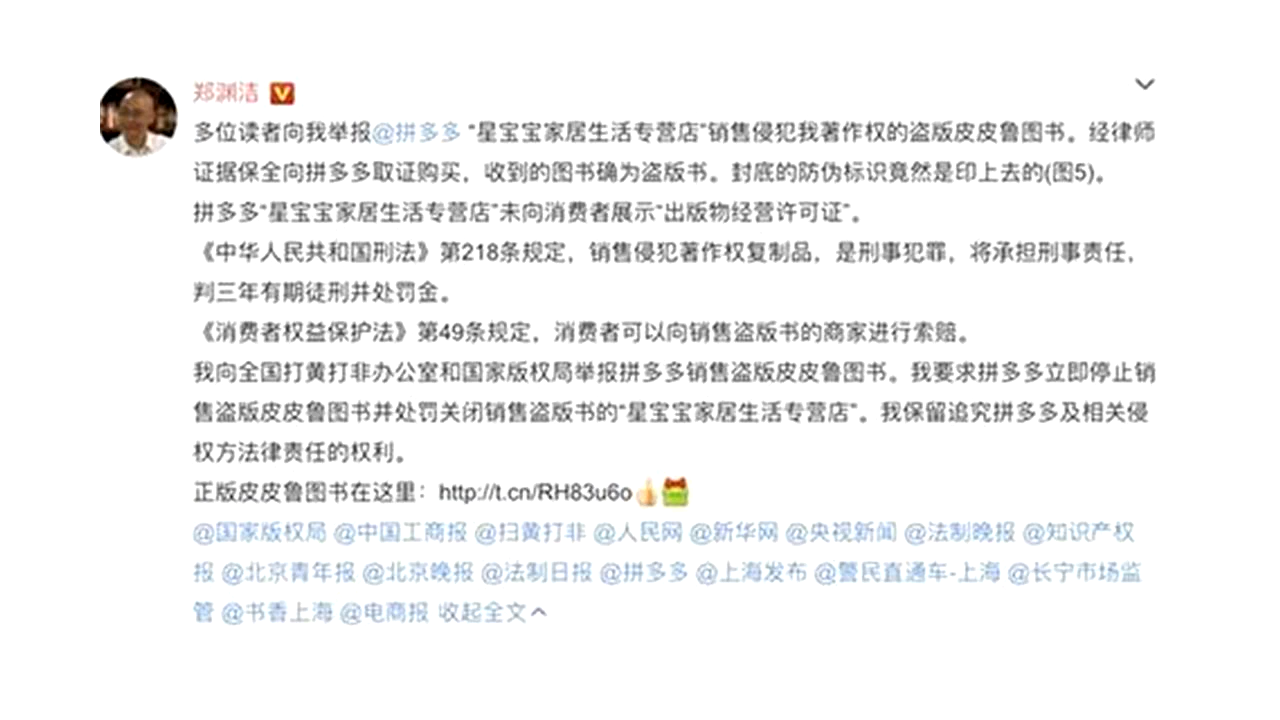 郑渊洁
多位读者向我举报@拼多多 “星宝宝家居生活专营店”销售侵犯我著作权的盗版皮皮鲁图书。经律师
证据保全向拼多多取证购买，收到的图书确为盗版书。封底的防伪标识竟然是印上去的(图5)。
拼多多“星宝宝家居生活专营店”未向消费者展示“出版物经营许可证”。
《中华人民共和国刑法》第218条规定，销售侵犯著作权复制品，是刑事犯罪，将承担刑事责任，
判三年有期徒刑并处罚金。
《消费者权益保护法》第49条规定，消费者可以向销售盗版书的商家进行索赔。
我向全国打黄打非办公室和国家版权局举报拼多多销售盗版皮皮鲁图书。我要求拼多多立即停止销
售盗版皮皮鲁图书并处罚关闭销售盗版书的“星宝宝家居生活专营店”。我保留追究拼多多及相关侵
权方法律责任的权利。
正版皮皮鲁图书在这里：http://t.cn/RH83u6o
@国家版权局 @中国工商报 @扫黄打非 @人民网 @新华网 @央视新闻 @法制晚报 @知识产权
报 @北京青年报 @北京晚报 @法制日报 @拼多多 @上海发布 @警民直通车-上海 @长宁市场监
管 @书香上海 @电商报 收起全文